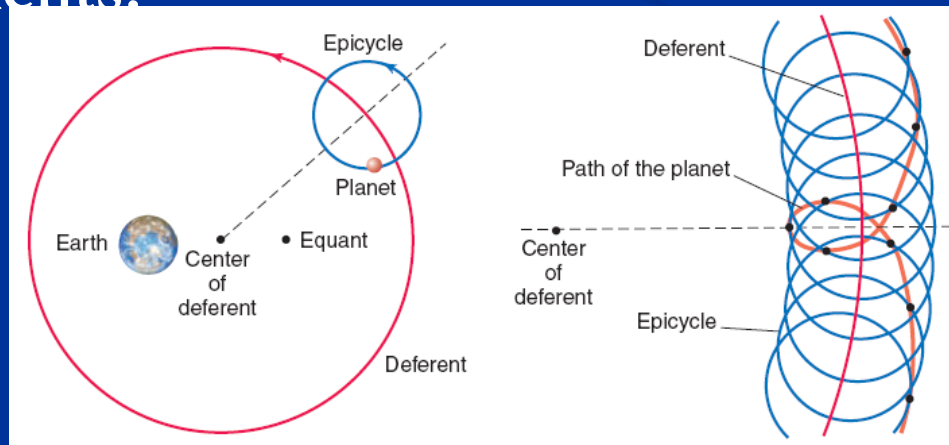 Epicycle
Planet
Earth
Center
of
deferent
Equant
Deferent
Deferent
Path of the planet
Center
of
deferent
Epicycle